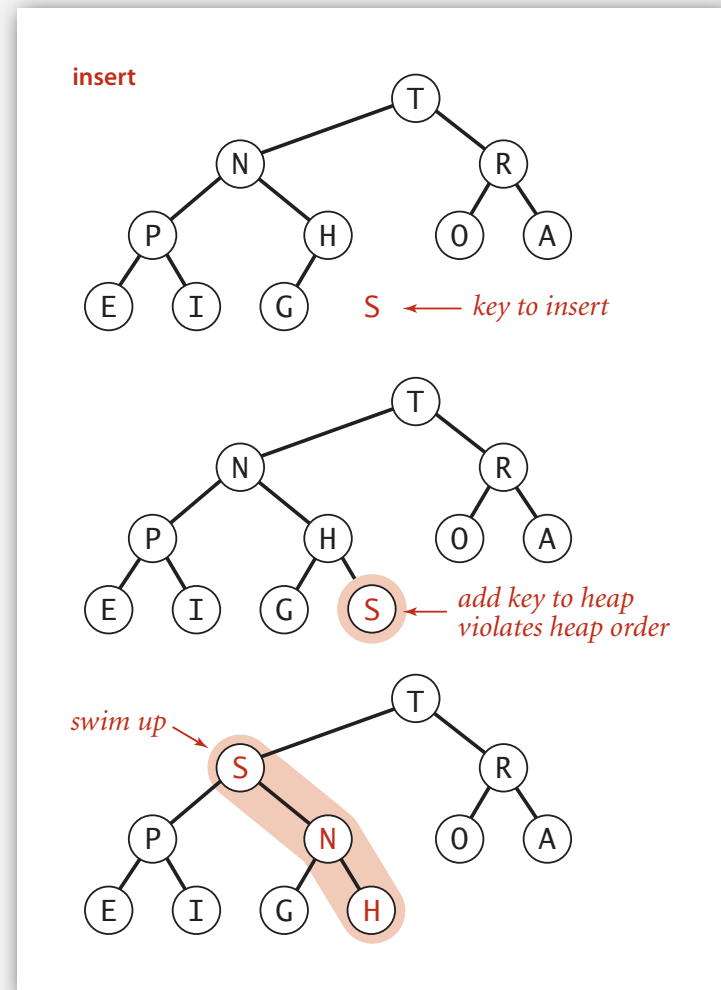 insert
T
N R
P H O A
E I G S key to insert
T
N R
P H O A
E I G S add key to heap
violates heap order
T
swim up
S R
P N O A
E I G H